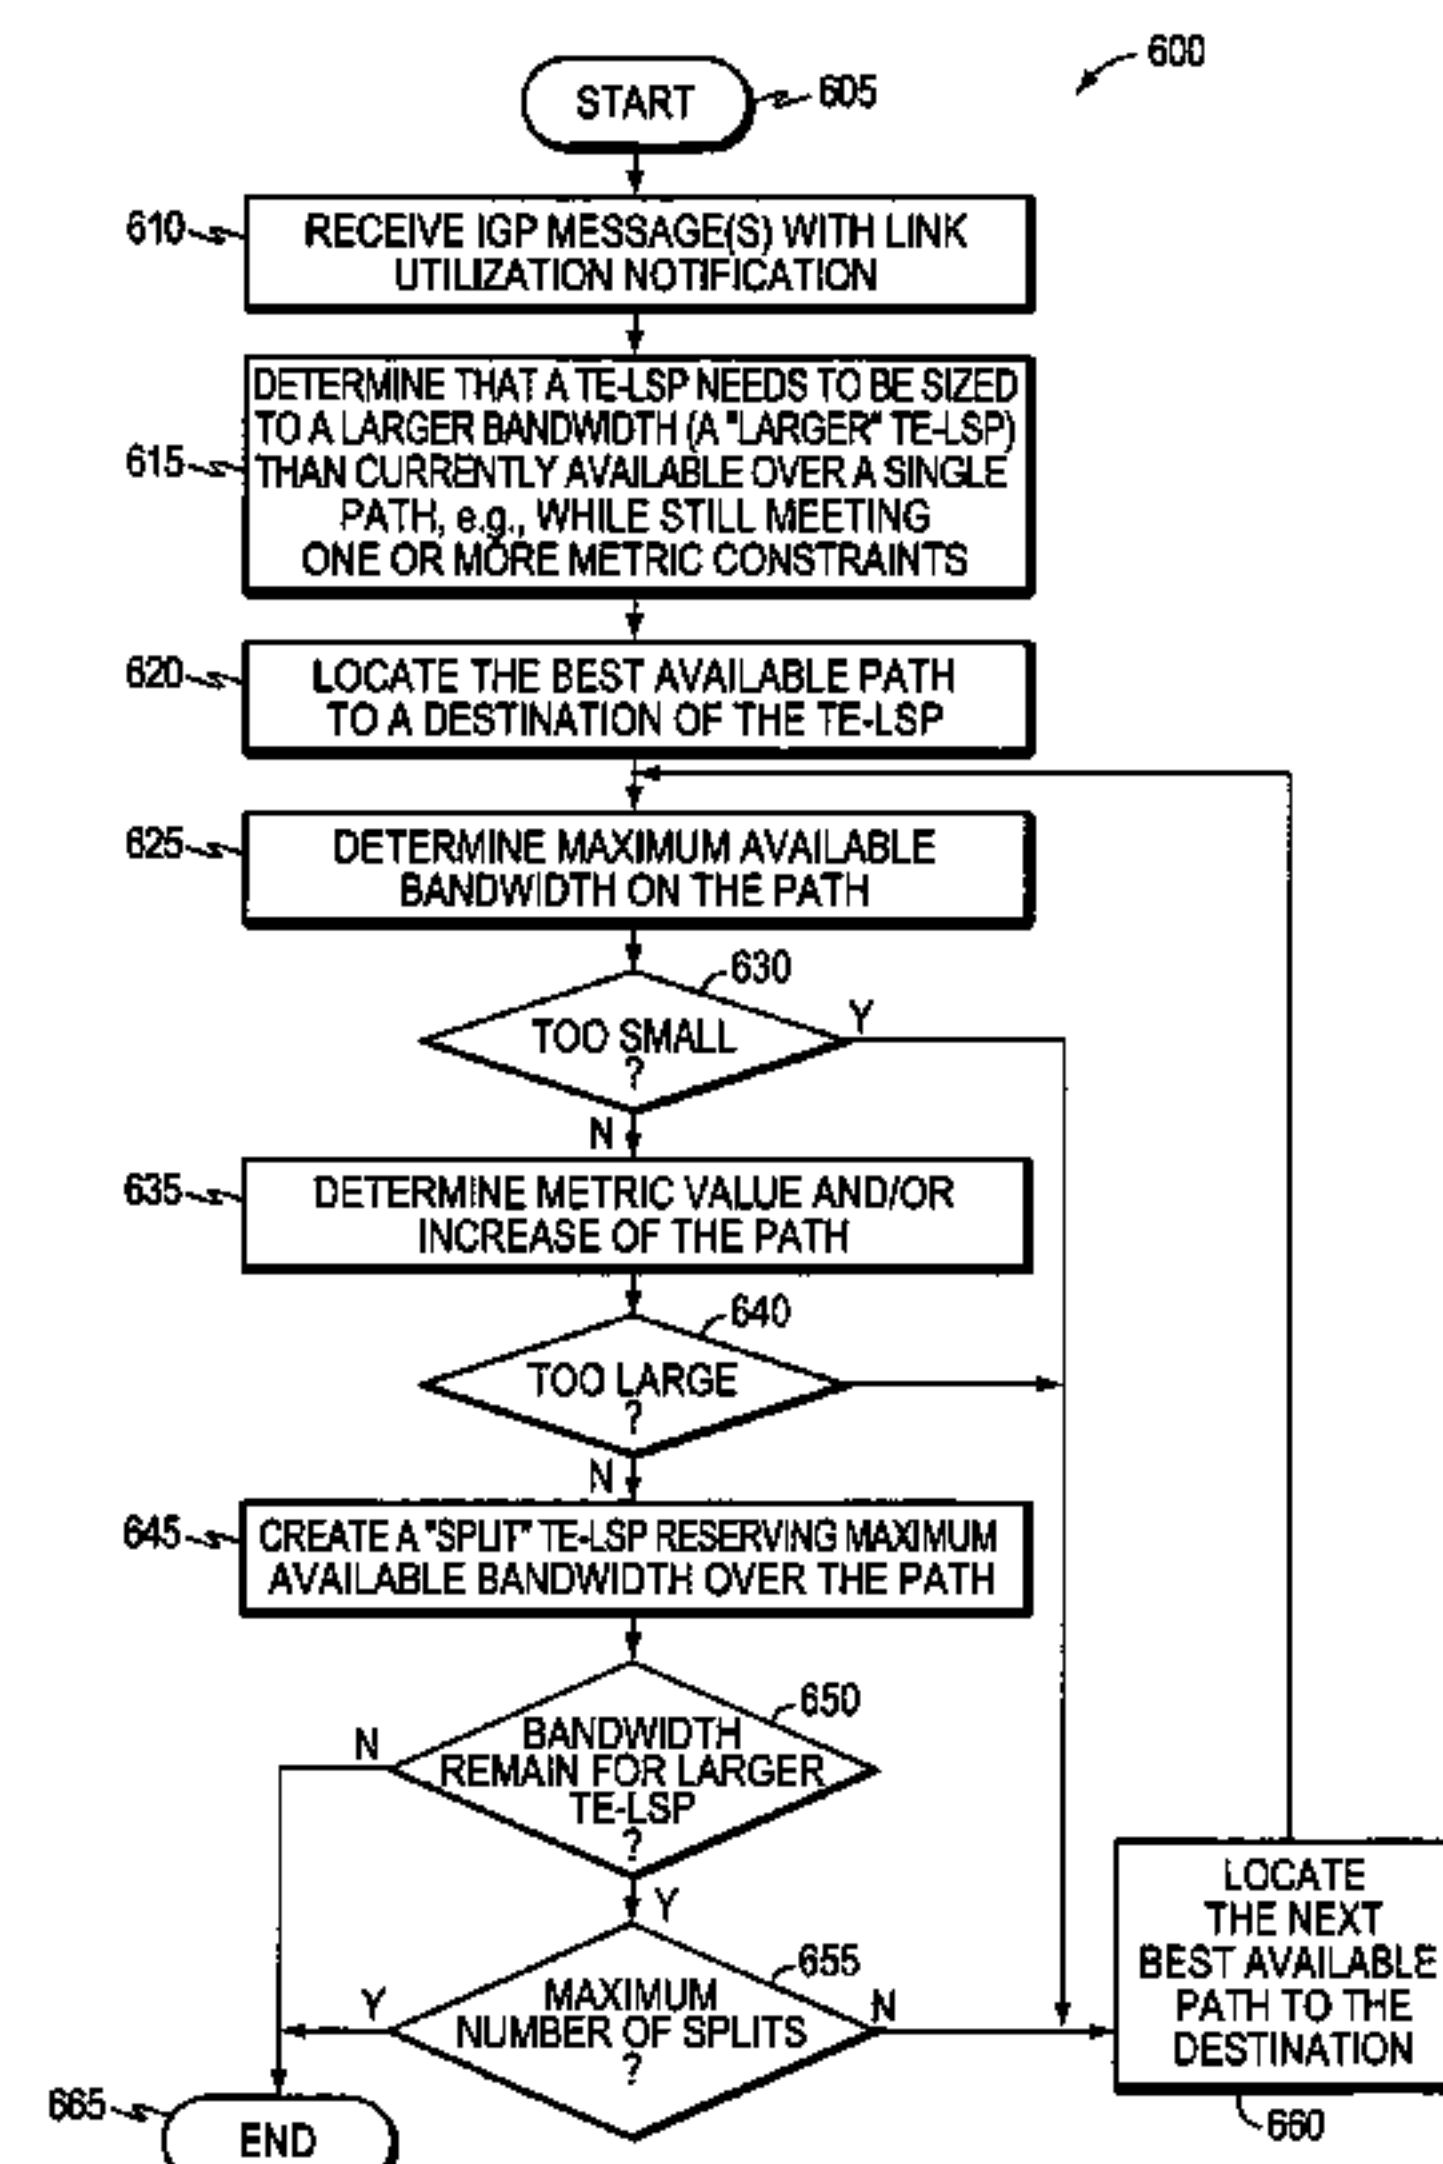 600
START
605
610
RECEIVE IGP MESSAGE(S) WITH LINK
UTILIZATION NOTIFICATION
615
DETERMINE THAT A TE-LSP NEEDS TO BE SIZED
TO A LARGER BANDWIDTH (A "LARGER" TE-LSP)
THAN CURRENTLY AVAILABLE OVER A SINGLE
PATH, e.g., WHILE STILL MEETING
ONE OR MORE METRIC CONSTRAINTS
620
LOCATE THE BEST AVAILABLE PATH
TO A DESTINATION OF THE TE-LSP
625
DETERMINE MAXIMUM AVAILABLE
BANDWIDTH ON THE PATH
630
TOO SMALL
?
Y
N
635
DETERMINE METRIC VALUE AND/OR
INCREASE OF THE PATH
640
TOO LARGE
?
N
645
CREATE A "SPLIT" TE-LSP RESERVING MAXIMUM
AVAILABLE BANDWIDTH OVER THE PATH
650
BANDWIDTH
REMAIN FOR LARGER
TE-LSP
?
N
Y
655
MAXIMUM
NUMBER OF SPLITS
?
Y
N
LOCATE
THE NEXT
BEST AVAILABLE
PATH TO THE
DESTINATION
660
665
END